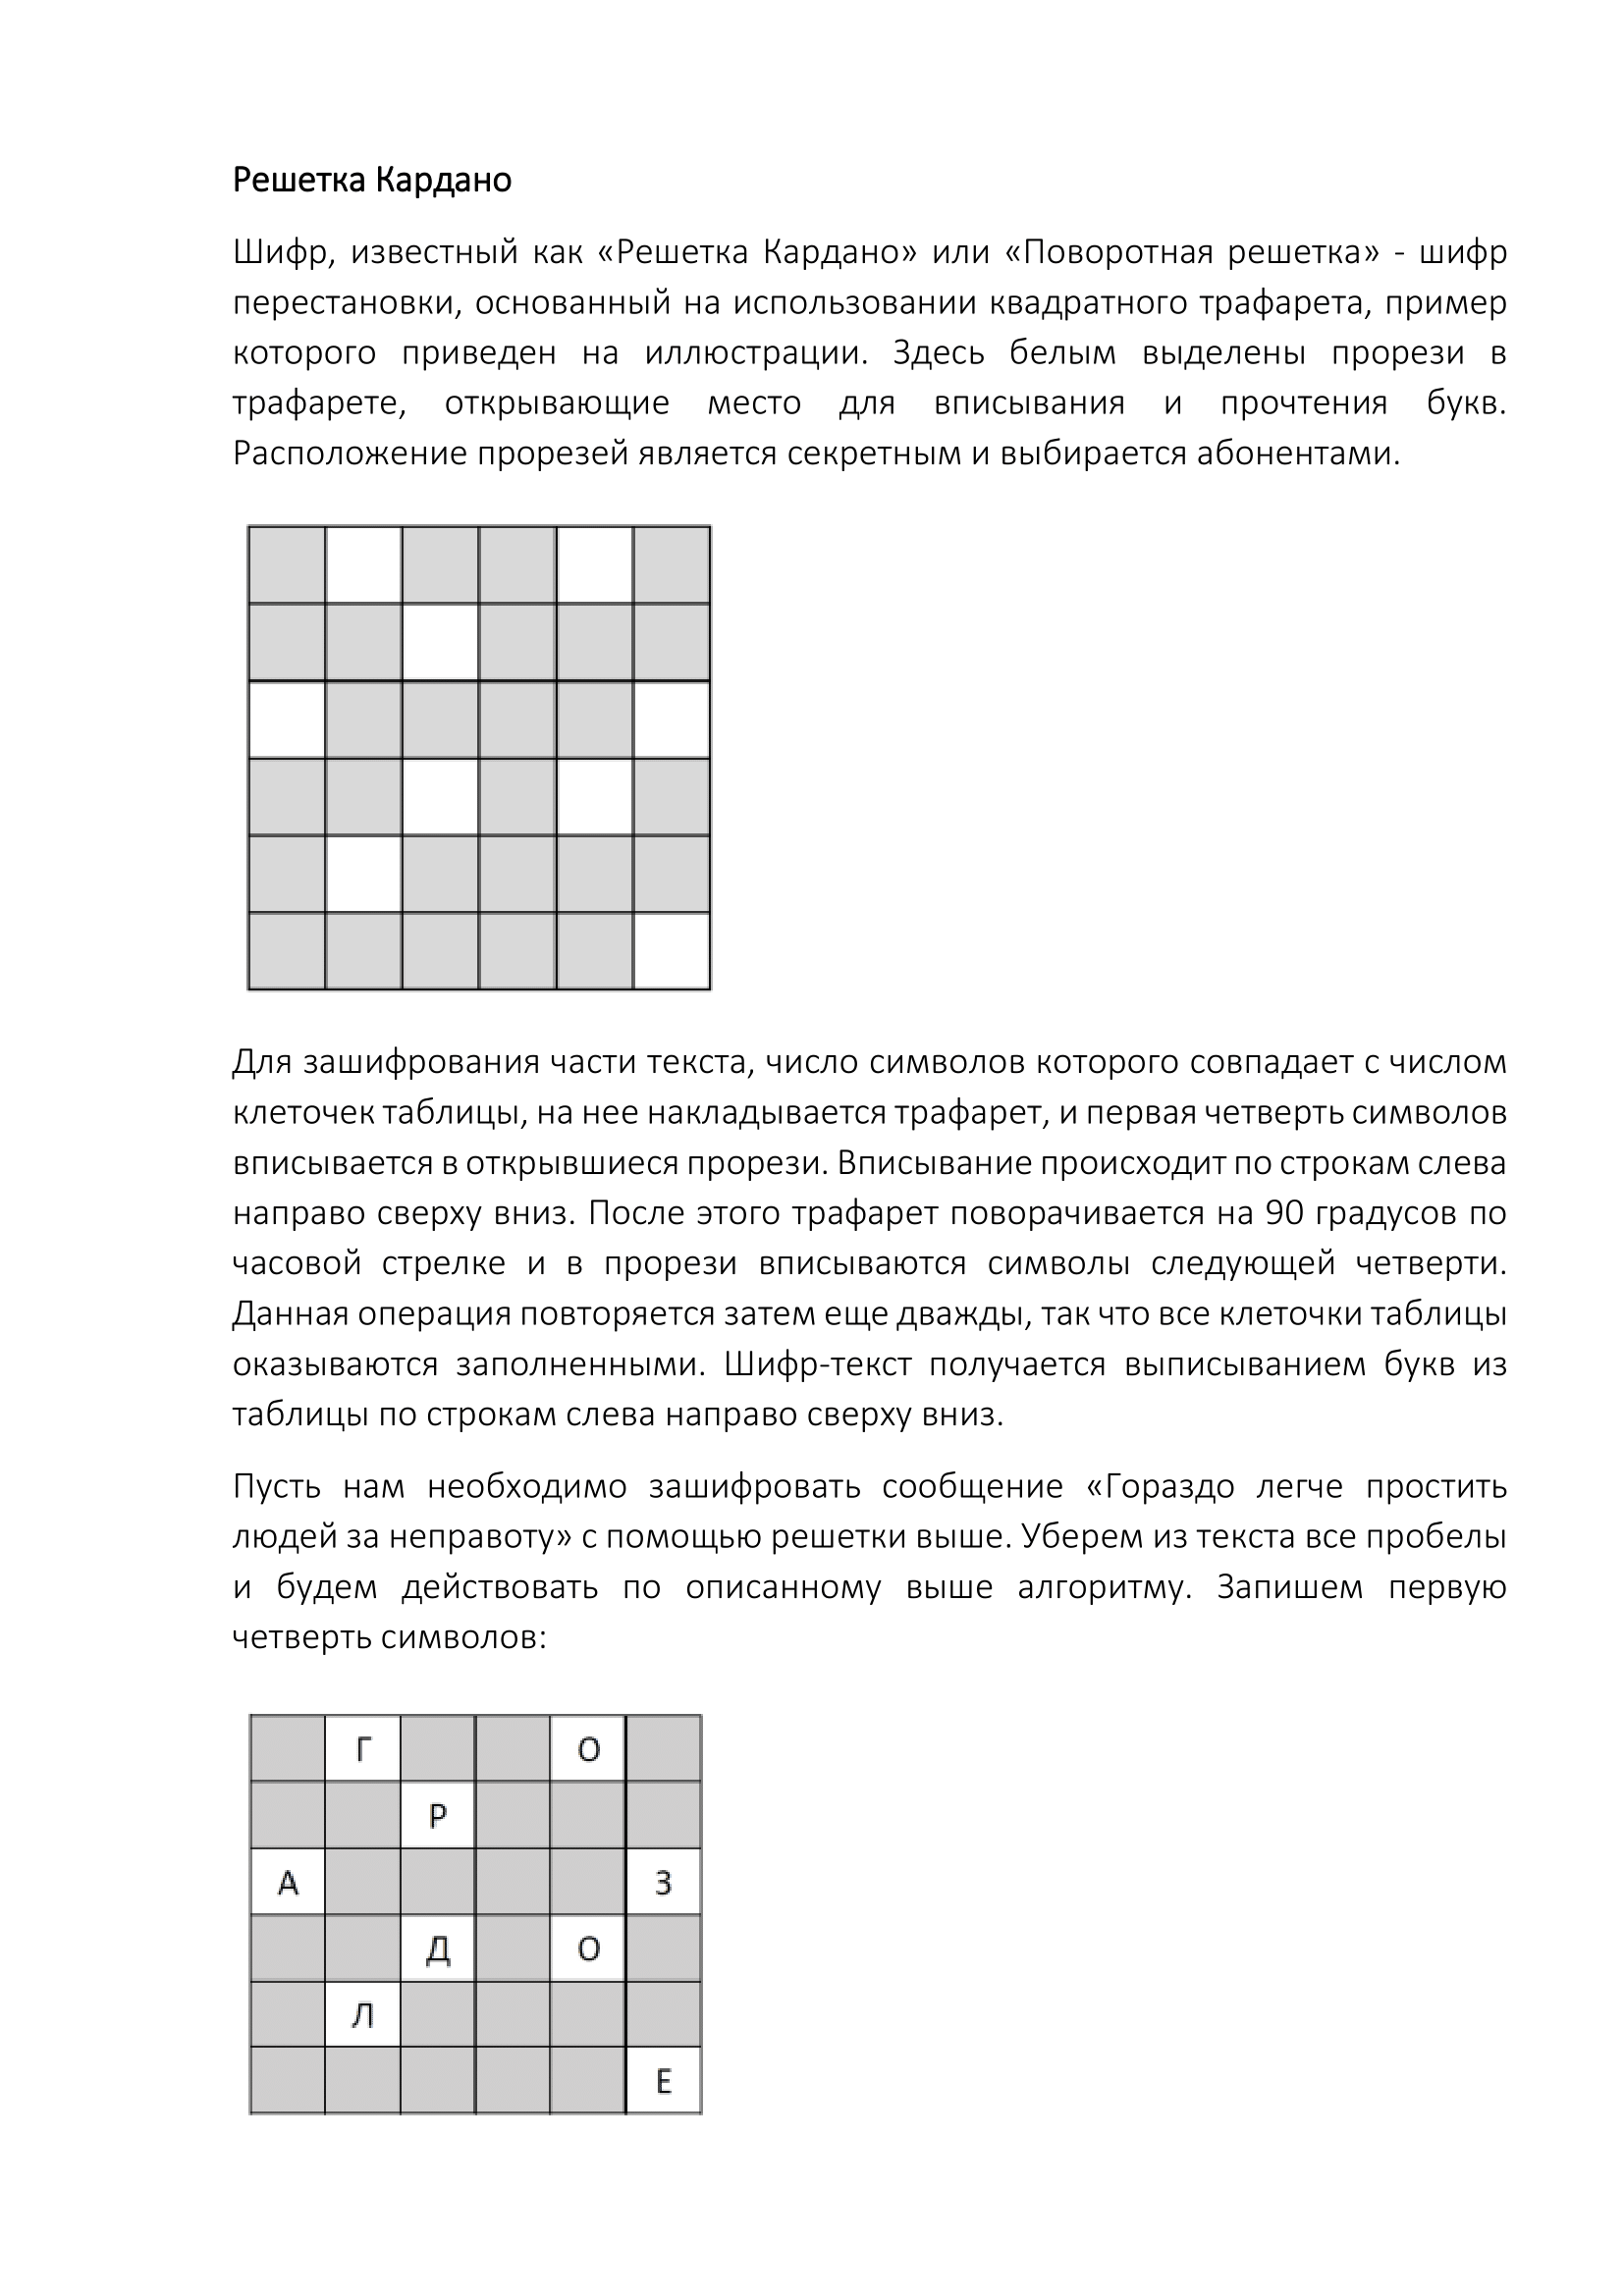 Решетка Кардано
Шифр, известный как «Решетка Кардано» или «Поворотная решетка» - шифр
перестановки, основанный на использовании квадратного трафарета, пример
которого приведен на иллюстрации. Здесь белым выделены прорези в
трафарете, открывающие место для вписывания и прочтения букв.
Расположение прорезей является секретным и выбирается абонентами.
Для зашифрования части текста, число символов которого совпадает с числом
клеточек таблицы, на нее накладывается трафарет, и первая четверть символов
вписывается в открывшиеся прорези. Вписывание происходит по строкам слева
направо сверху вниз. После этого трафарет поворачивается на 90 градусов по
часовой стрелке и в прорези вписываются символы следующей четверти.
Данная операция повторяется затем еще дважды, так что все клеточки таблицы
оказываются заполненными. Шифр-текст получается выписыванием букв из
таблицы по строкам слева направо сверху вниз.
Пусть нам необходимо зашифровать сообщение «Гораздо легче простить
людей за неправоту» с помощью решетки выше. Уберем из текста все пробелы
и будем действовать по описанному выше алгоритму. Запишем первую
четверть символов:
Г О
Р
А З
Д О
Л
Е